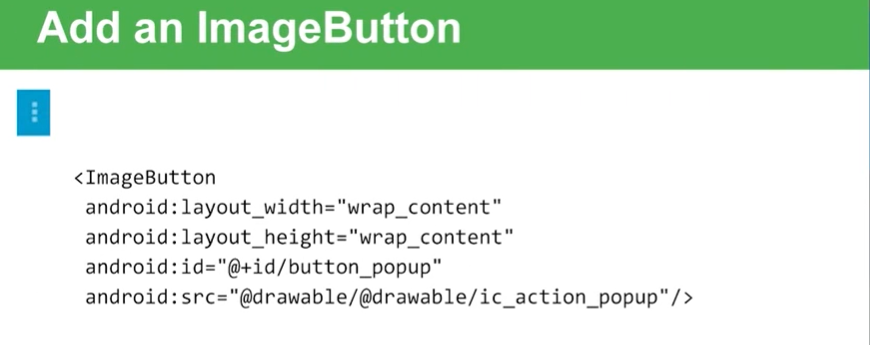 Add an ImageButton
<ImageButton
android:layout_width="wrap_content"
android:layout_height="wrap_content"
android:id="@+id/button_popup"
android:src="@drawable/@drawable/ic_action_popup"/>